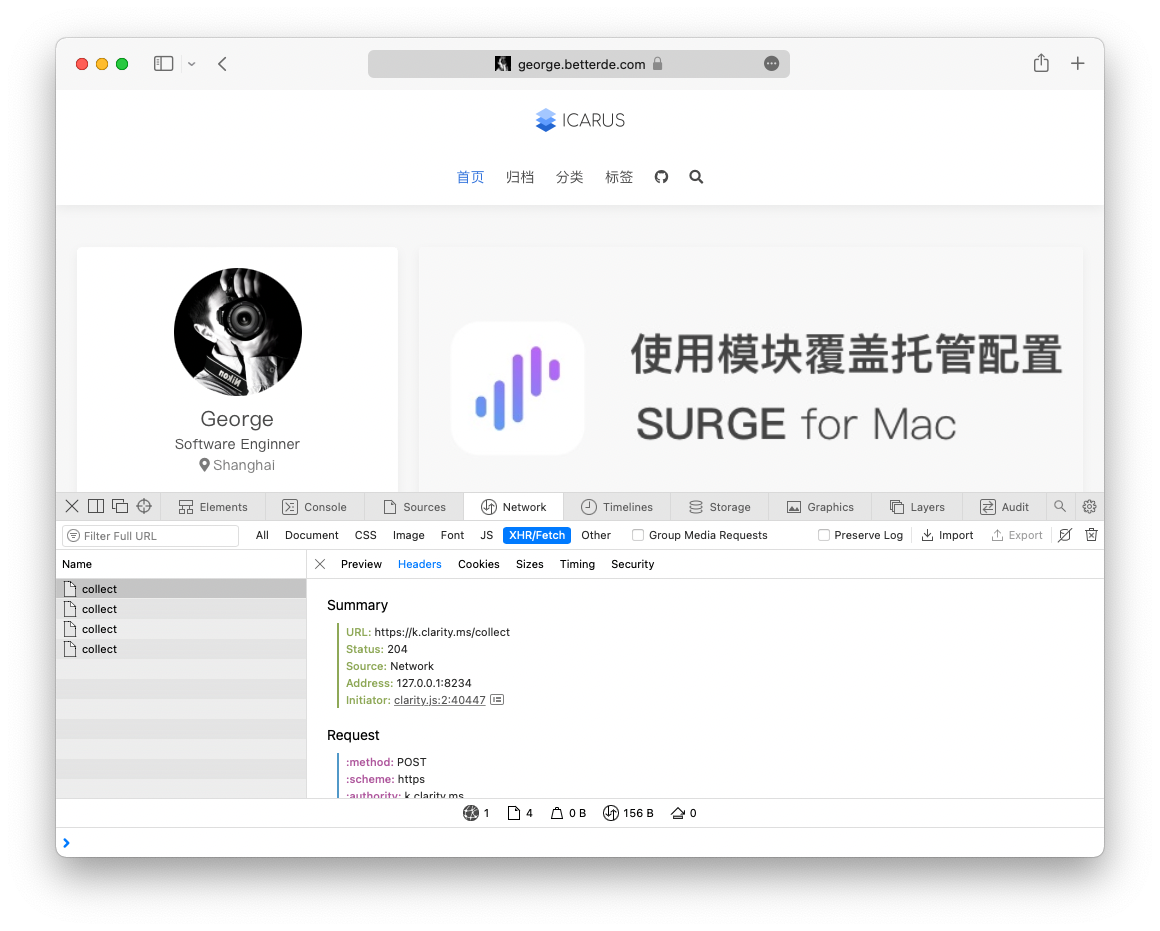 george.betterde.com
ICARUS
首页 归档 分类 标签
George
Software Enginner
Shanghai
使用模块覆盖托管配置
SURGE for Mac
Elements Console Sources Network Timelines Storage Graphics Layers Audit
Filter Full URL All Document CSS Image Font JS XHR/Fetch Other Group Media Requests Preserve Log Import Export
Name Preview Headers Cookies Sizes Timing Security
collect
collect
collect
collect
Summary
URL: https://k.clarity.ms/collect
Status: 204
Source: Network
Address: 127.0.0.1:8234
Initiator: clarity.js:2:40447
Request
:method: POST
:scheme: https
:authority: k.clarity.ms
1 4 0 B 156 B 0